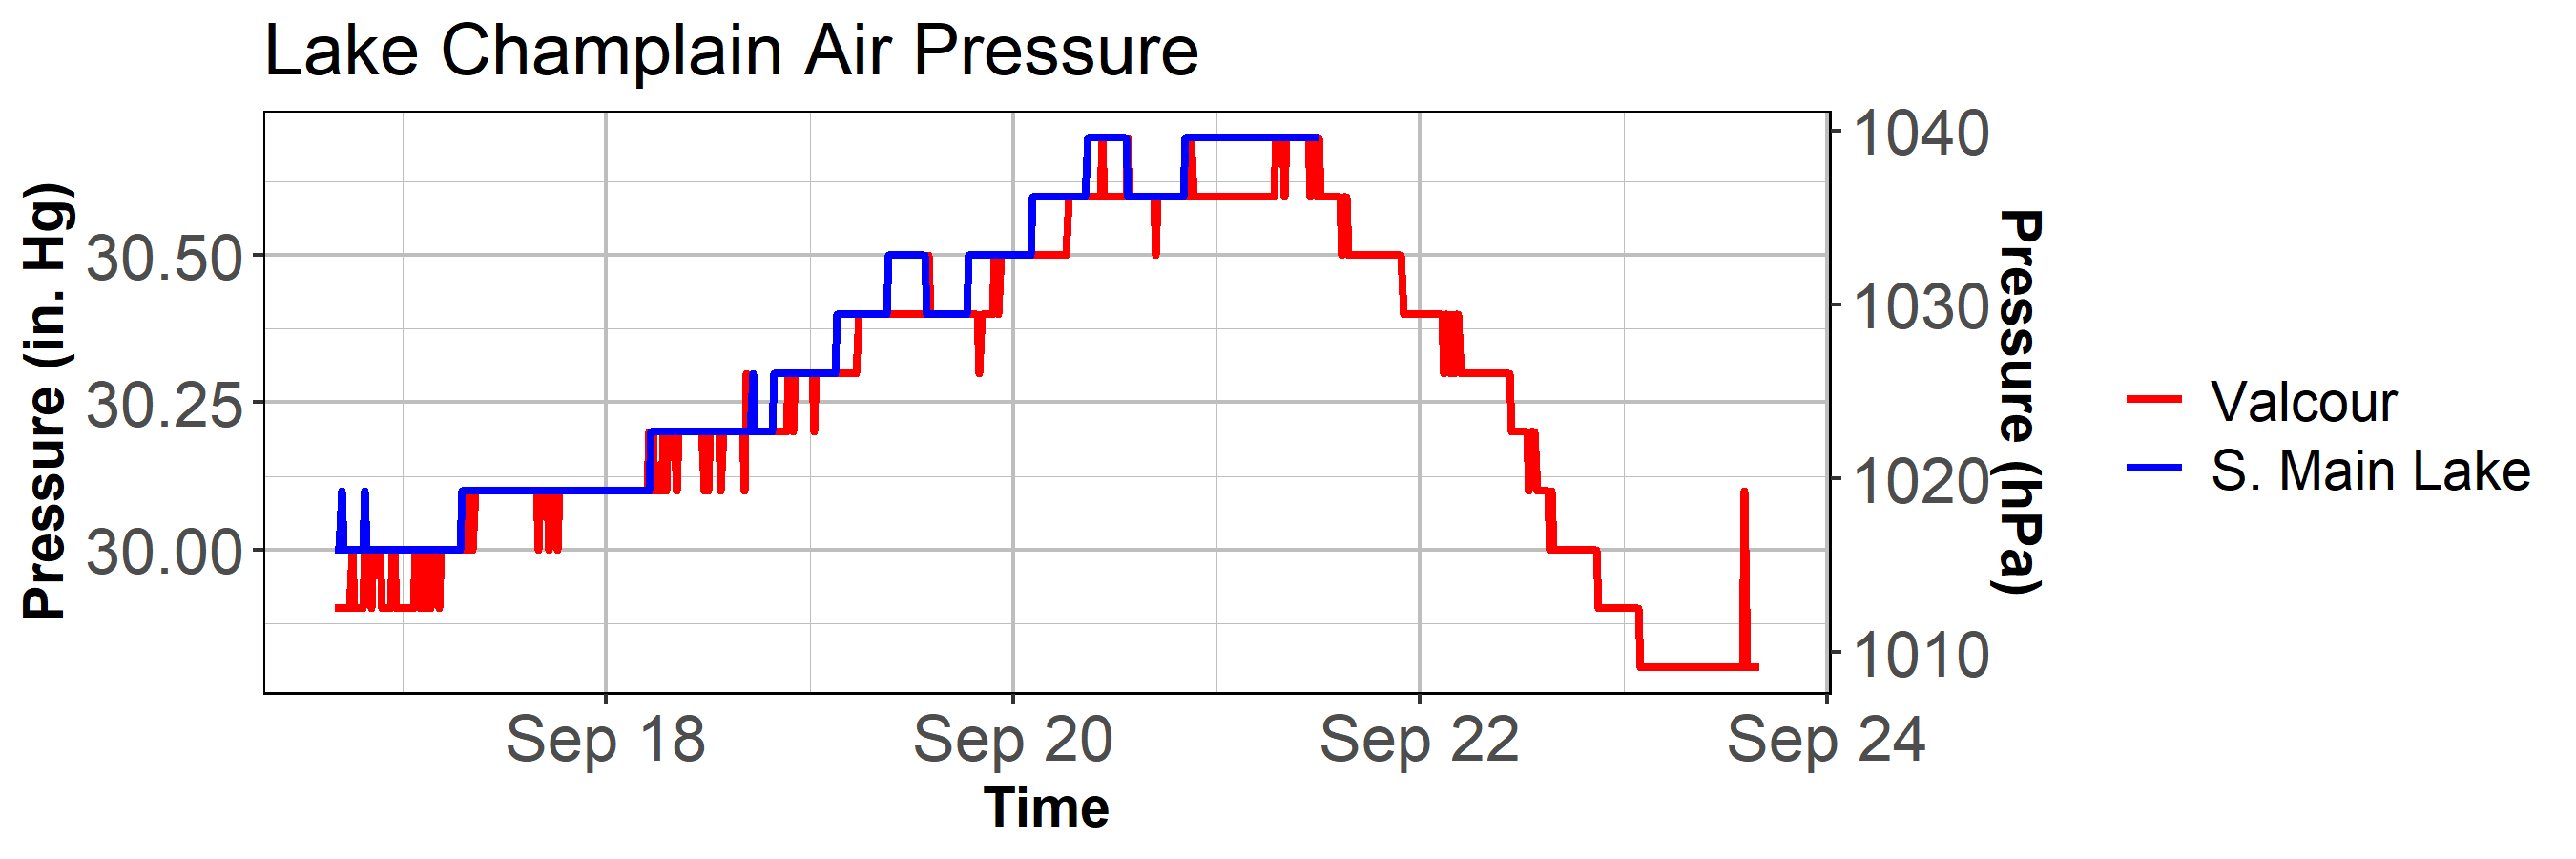 Lake Champlain Air Pressure
Pressure (in. Hg)
30.50
30.25
30.00
1040
1030
1020
1010
Pressure (hPa)
Sep 18
Sep 20
Sep 22
Sep 24
Time
Valcour
S. Main Lake